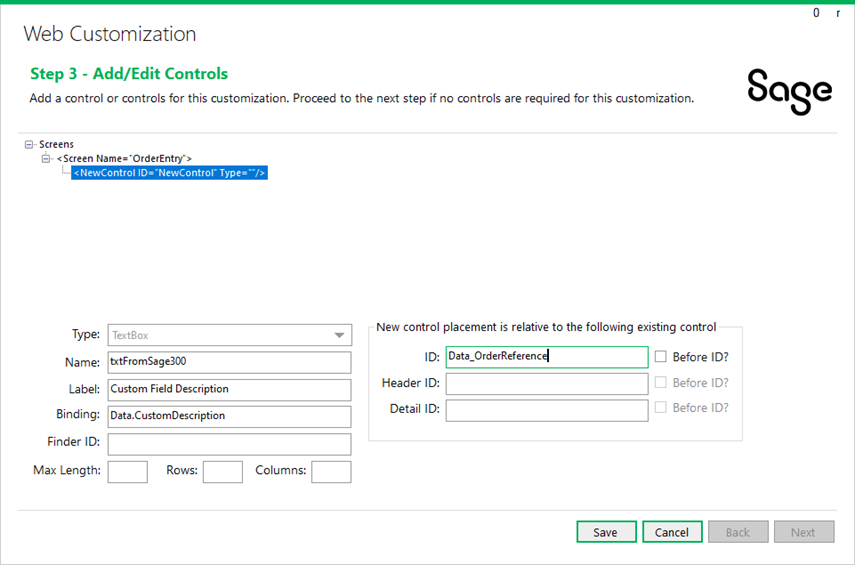 0 r
Web Customization
Step 3 - Add/Edit Controls
Add a control or controls for this customization. Proceed to the next step if no controls are required for this customization.
Sage
Screens
<Screen Name="OrderEntry">
<NewControl ID="NewControl" Type=""/>
Type: TextBox
Name: txtFromSage300
Label: Custom Field Description
Binding: Data.CustomDescription
Finder ID:
Max Length: Rows: Columns:
New control placement is relative to the following existing control
ID: Data_OrderReference Before ID?
Header ID: Before ID?
Detail ID: Before ID?
Save Cancel Back Next